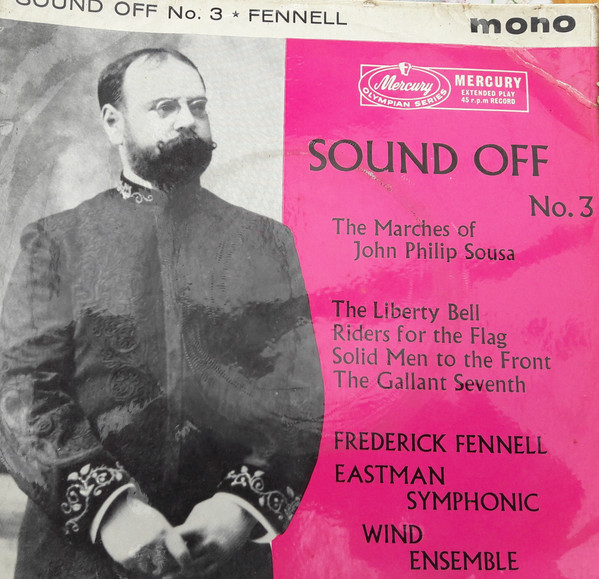 SOUND OFF No. 3 ★ FENNELL
mono
Mercury
OLYMPIAN SERIES
MERCURY
EXTENDED PLAY
45 r.p.m RECORD
SOUND OFF
No. 3
The Marches of
John Philip Sousa
The Liberty Bell
Riders for the Flag
Solid Men to the Front
The Gallant Seventh
FREDERICK FENNELL
EASTMAN
SYMPHONIC
WIND
ENSEMBLE